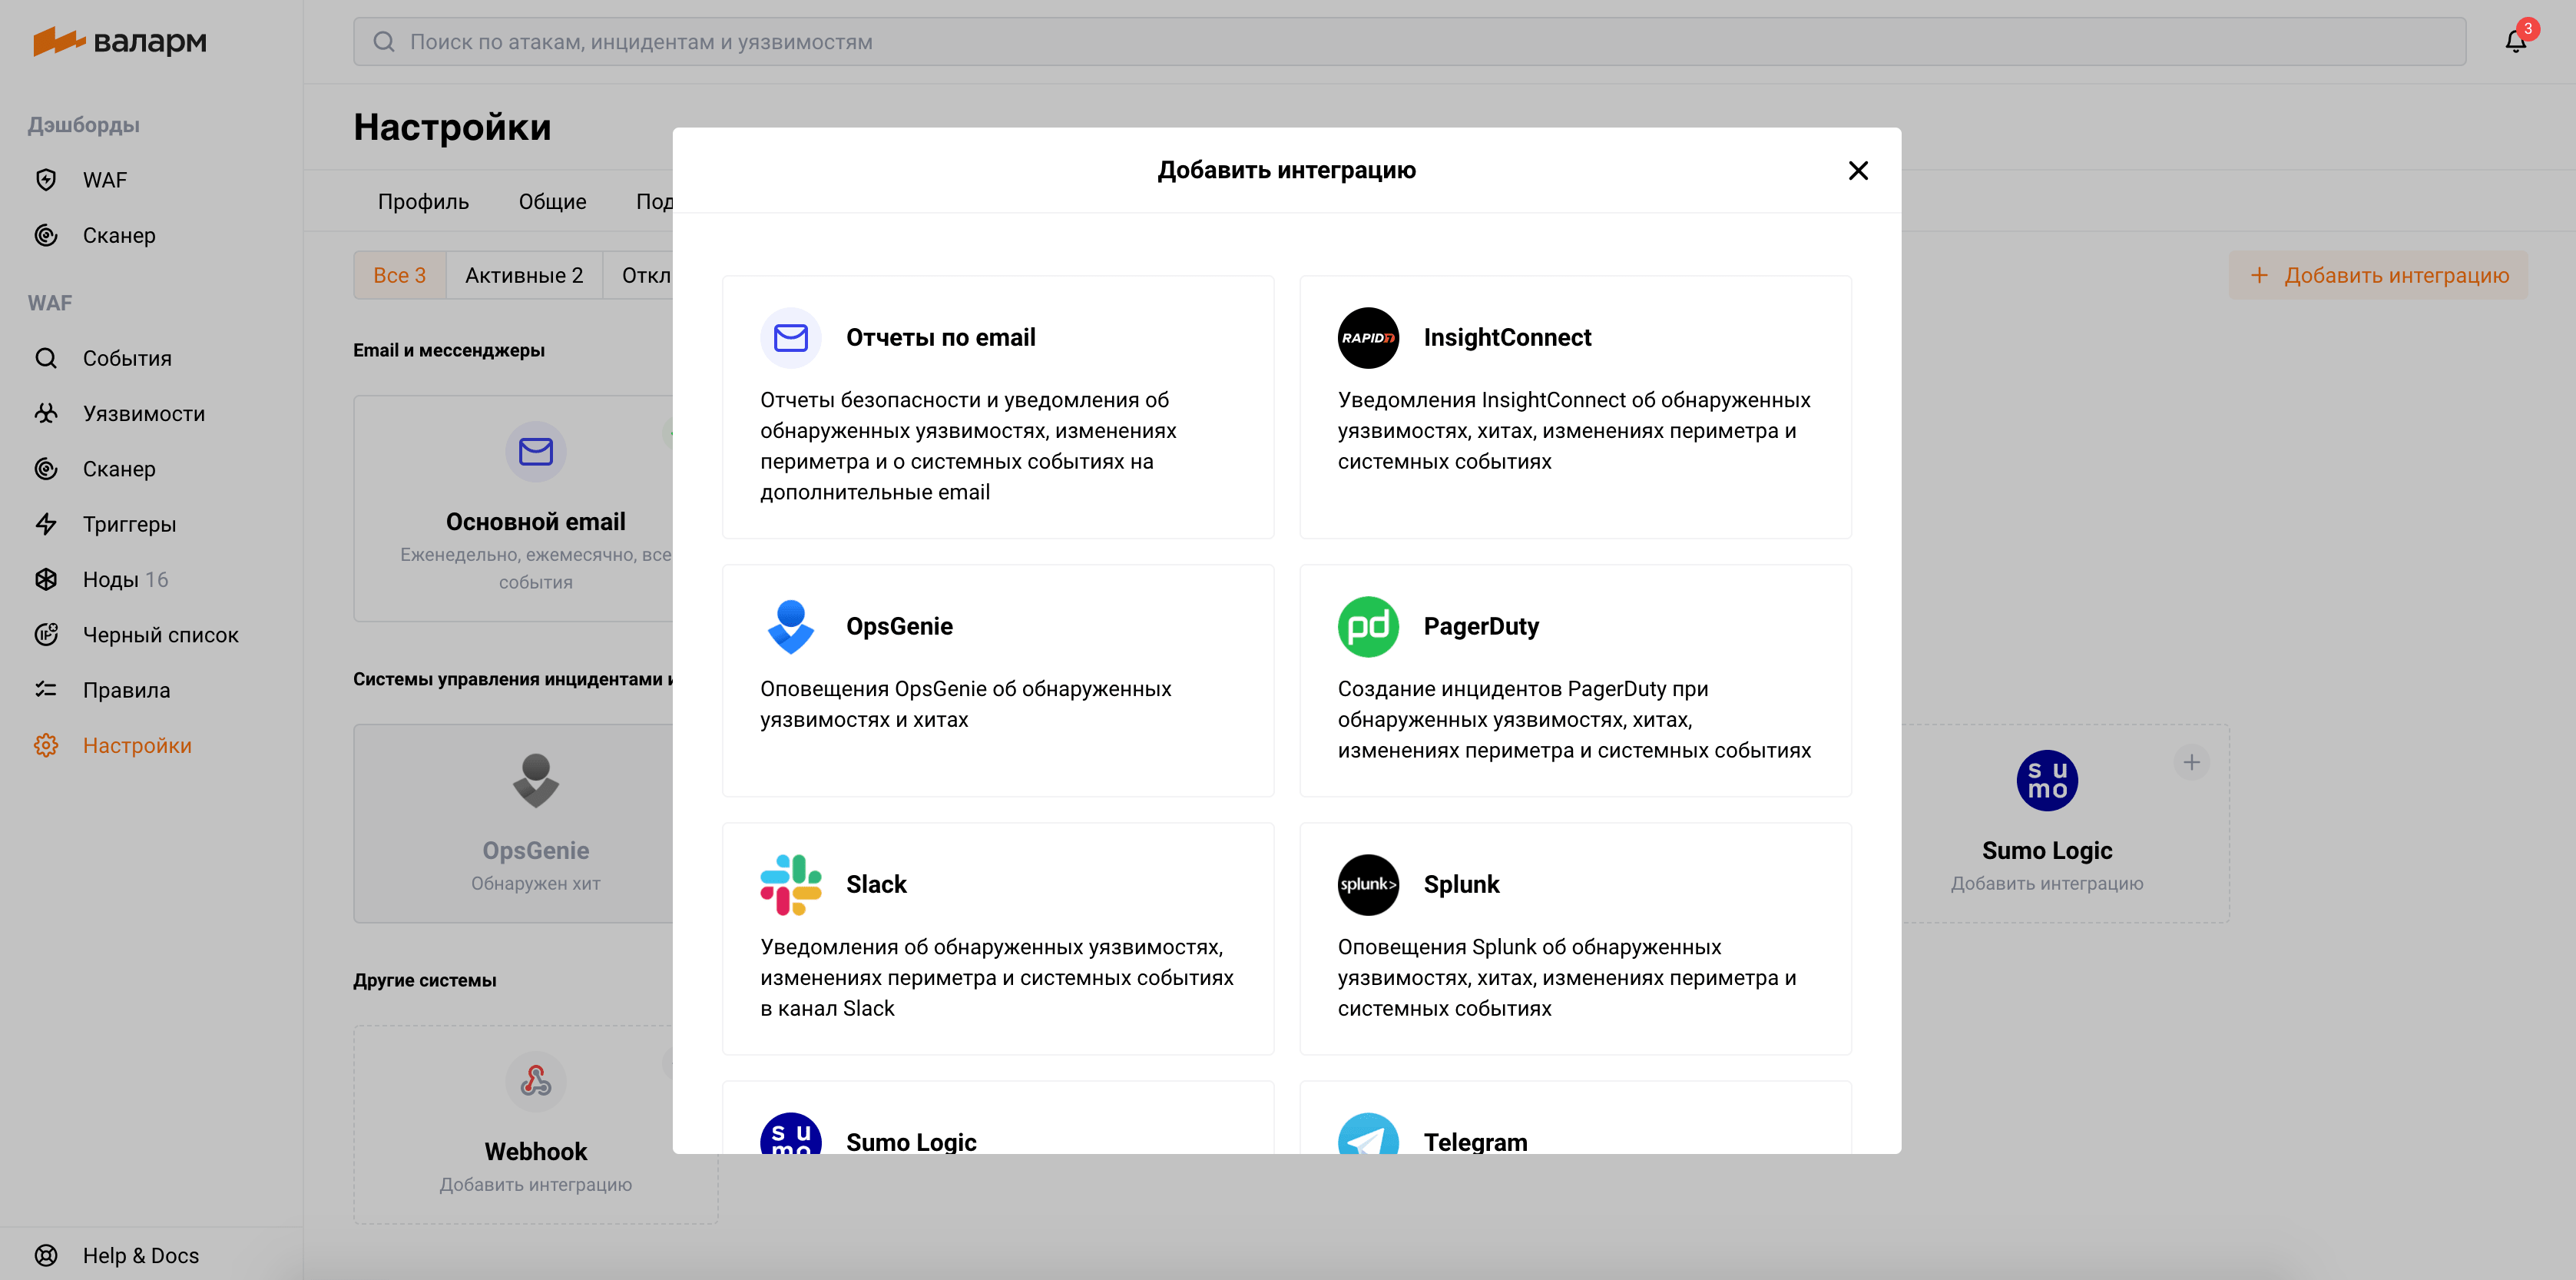 валарм
Поиск по атакам, инцидентам и уязвимостям
3
Дэшборды
WAF
Сканер
WAF
События
Уязвимости
Сканер
Триггеры
Ноды 16
Черный список
Правила
Настройки
Help & Docs
Настройки
Профиль
Общие
Под
Все 3
Активные 2
Откл
Добавить интеграцию
Email и мессенджеры
Основной email
Еженедельно, ежемесячно, все
события
Системы управления инцидентами и
OpsGenie
Обнаружен хит
su
mo
Sumo Logic
Добавить интеграцию
Другие системы
Webhook
Добавить интеграцию
Добавить интеграцию
Отчеты по email
Отчеты безопасности и уведомления об
обнаруженных уязвимостях, изменениях
периметра и о системных событиях на
дополнительные email
RAPID7
InsightConnect
Уведомления InsightConnect об обнаруженных
уязвимостях, хитах, изменениях периметра и
системных событиях
OpsGenie
Оповещения OpsGenie об обнаруженных
уязвимостях и хитах
pd
PagerDuty
Создание инцидентов PagerDuty при
обнаруженных уязвимостях, хитах,
изменениях периметра и системных событиях
Slack
Уведомления об обнаруженных уязвимостях,
изменениях периметра и системных событиях
в канал Slack
splunk>
Splunk
Оповещения Splunk об обнаруженных
уязвимостях, хитах, изменениях периметра и
системных событиях
su
mo
Sumo Logic
Telegram